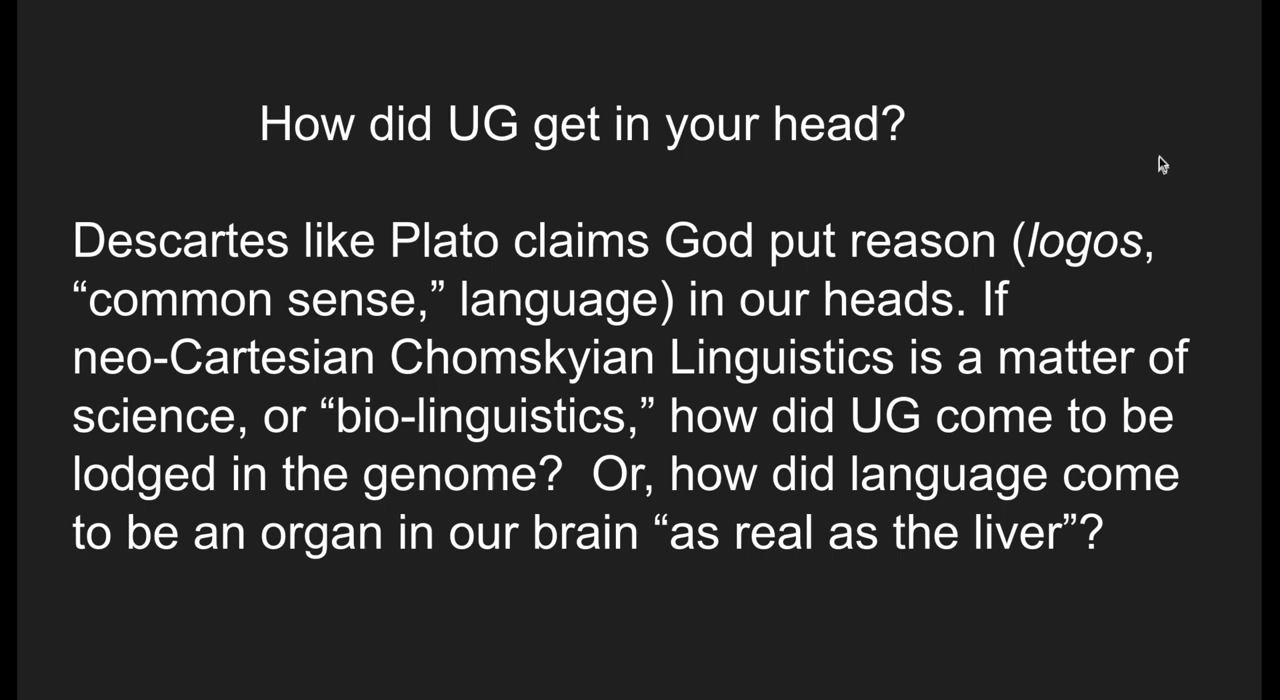 How did UG get in your head?
Descartes like Plato claims God put reason (logos,
“common sense,” language) in our heads. If
neo-Cartesian Chomskyian Linguistics is a matter of
science, or “bio-linguistics,” how did UG come to be
lodged in the genome?  Or, how did language come
to be an organ in our brain “as real as the liver”?